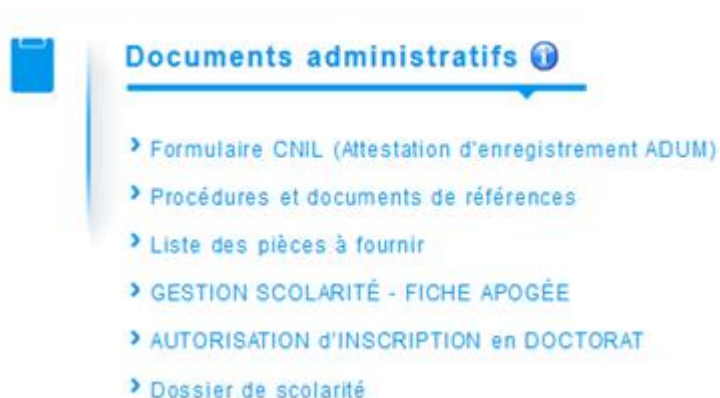 Documents administratifs
Formulaire CNIL (Attestation d'enregistrement ADUM)
Procédures et documents de références
Liste des pièces à fournir
GESTION SCOLARITÉ - FICHE APOGÉE
AUTORISATION d'INSCRIPTION en DOCTORAT
Dossier de scolarité